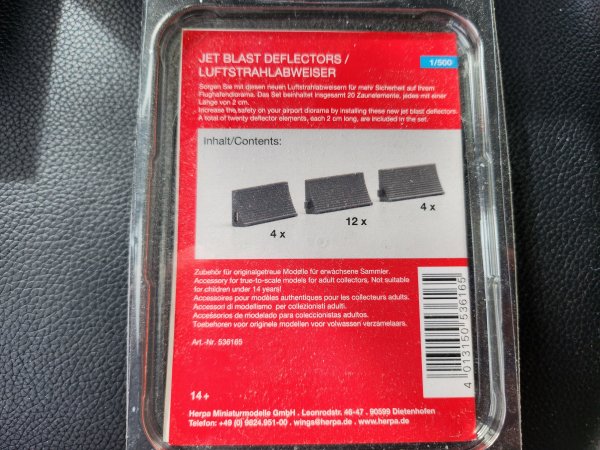 JET BLAST DEFLECTORS /
LUFTSTRAHLABWEISER
1/500
Sorgen Sie mit diesen neuen Luftstrahlabweisern für mehr Sicherheit auf Ihrem
Flughafendiorama. Das Set beinhaltet insgesamt 20 Zaunelemente, jedes mit einer
Länge von 2 cm.
Increase the safety on your airport diorama by installing these new jet blast deflectors.
A total of twenty deflector elements, each 2 cm long, are included in the set.
Inhalt/Contents:
4 x
12 x
4 x
Zubehör für originalgetreue Modelle für erwachsene Sammler.
Accessory for true-to-scale models for adult collectors. Not suitable
for children under 14 years!
Accessoires pour modèles authentiques pour les collecteurs adults.
Accessori di modellismo per collezionisti adulti.
Accesórios de modelado para coleccionistas adultos.
Toebehoren voor originele modellen voor volwassen verzamelaars.
Art.-Nr. 536165
4 013150 536165
14+
Herpa Miniaturmodelle GmbH . Leonrodstr. 46-47 . 90599 Dietenhofen
Telefon: +49 (0) 9824.951-00 . wings@herpa.de . www.herpa.de